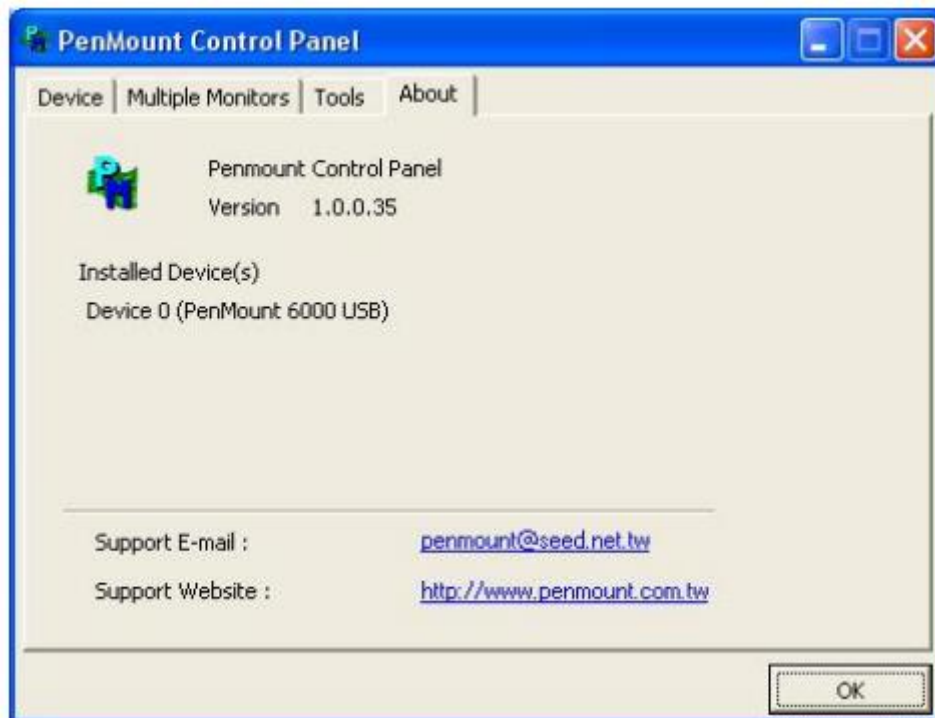 PenMount Control Panel
Device Multiple Monitors Tools About
PM
Penmount Control Panel
Version 1.0.0.35
Installed Device(s)
Device 0 (PenMount 6000 USB)
Support E-mail : penmount@seed.net.tw
Support Website : http://www.penmount.com.tw
OK